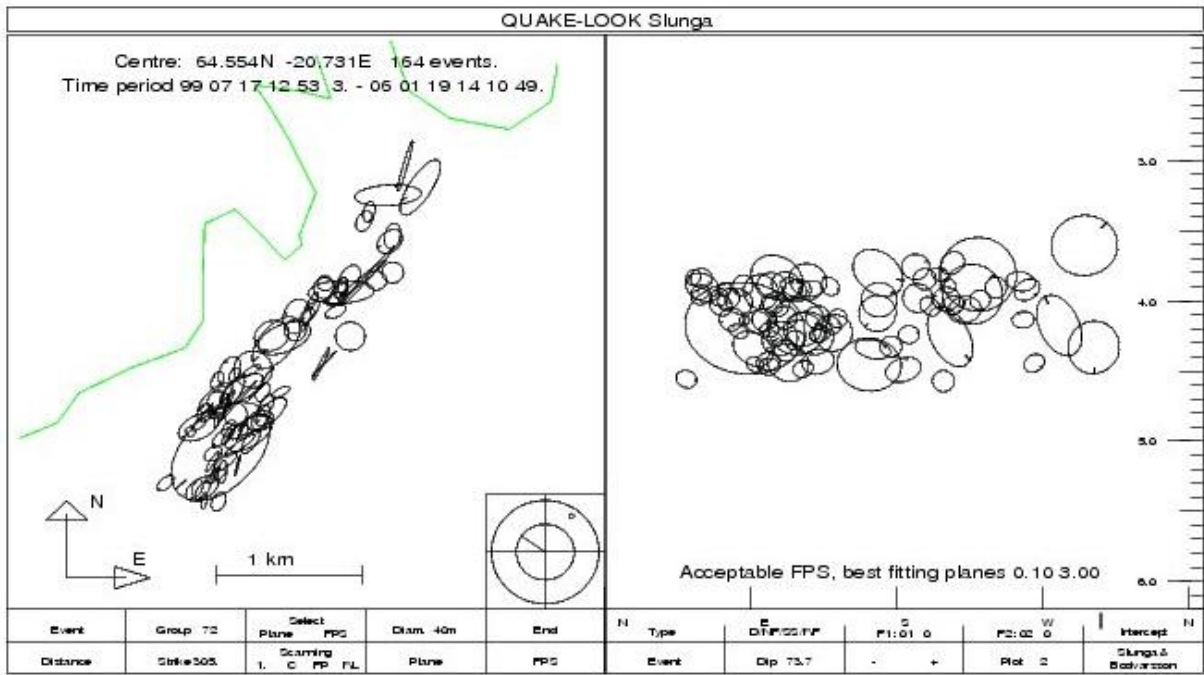 QUAKE-LOOK Slunga
Centre: 64.554N -20.731E 164 events.
Time period 99 07 17 12 53 3. - 06 01 19 14 10 49.
N
E
1 km
3.0
4.0
5.0
6.0
Acceptable FPS, best fitting planes 0.10 3.00
N E S W N
Event Group 72 Select Plane FPS Diam. 40m End
Type D/NF/SS/FF P1:01 0 P2:02 0 Intercept
Distance Strike305. Scanning 1. C FP FL Plane FPS
Event Dip 73.7 - + Plot 2 Slunga & Bodvarsson